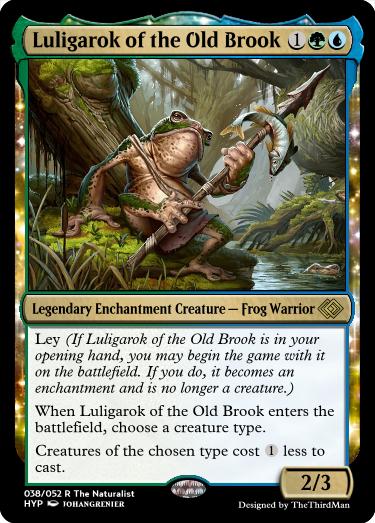 Luligarok of the Old Brook 1
Legendary Enchantment Creature — Frog Warrior
Ley (If Luligarok of the Old Brook is in your
opening hand, you may begin the game with it
on the battlefield. If you do, it becomes an
enchantment and is no longer a creature.)
When Luligarok of the Old Brook enters the
battlefield, choose a creature type.
Creatures of the chosen type cost 1 less to
cast.
2/3
038/052 R The Naturalist
HYP JOHANGRENIER
Designed by TheThirdMan